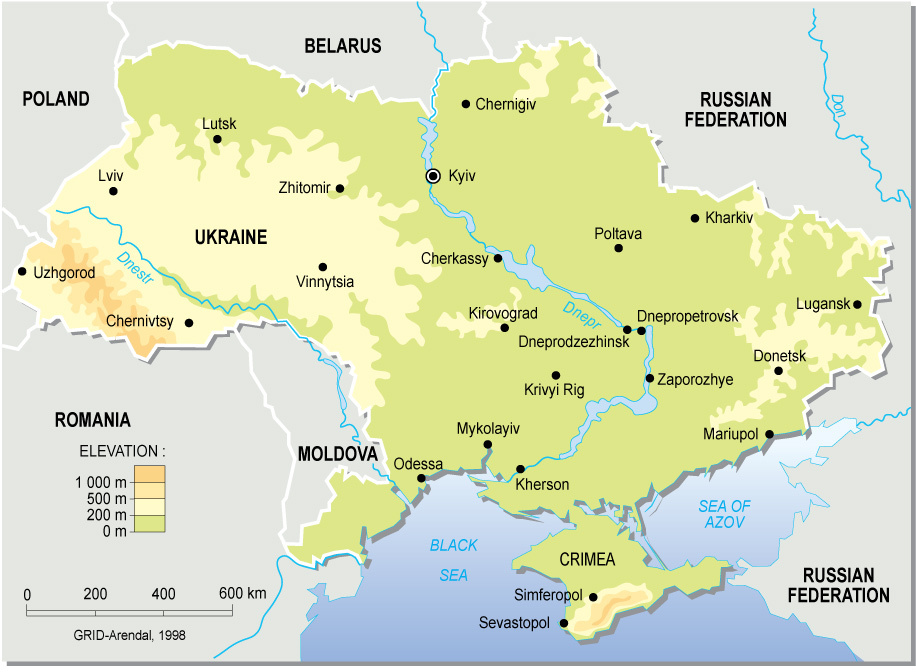 BELARUS
POLAND
RUSSIAN
FEDERATION
Don
Chernigiv
Lutsk
Lviv
Zhitomir
Kyiv
Kharkiv
UKRAINE
Poltava
Cherkassy
Uzhgorod
Dnestr
Vinnytsia
Lugansk
Chernivtsy
Kirovograd
Dnepr
Dnepropetrovsk
Dneprodzezhinsk
Donetsk
Krivyi Rig
Zaporozhye
ROMANIA
Mykolayiv
Mariupol
ELEVATION :
MOLDOVA
Odessa
Kherson
1 000 m
500 m
200 m
0 m
SEA OF
AZOV
BLACK
SEA
CRIMEA
RUSSIAN
FEDERATION
Simferopol
Sevastopol
0 200 400 600 km
GRID-Arendal, 1998